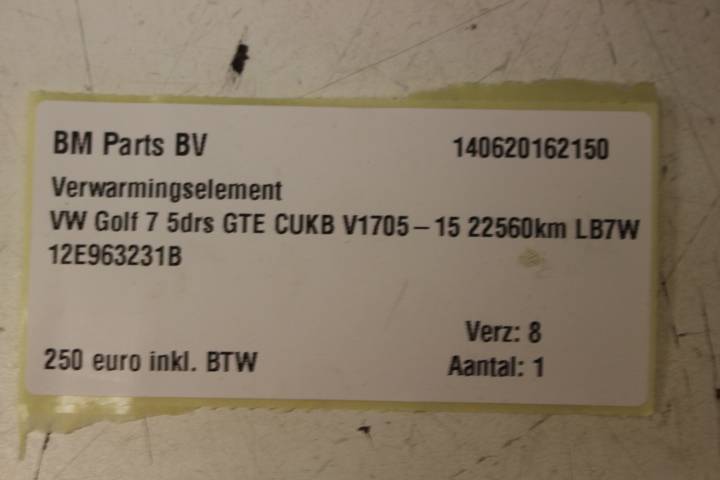 BM Parts BV 140620162150
Verwarmingselement
VW Golf 7 5drs GTE CUKB V1705-15 22560km LB7W
12E963231B
Verz: 8
250 euro inkl. BTW Aantal: 1